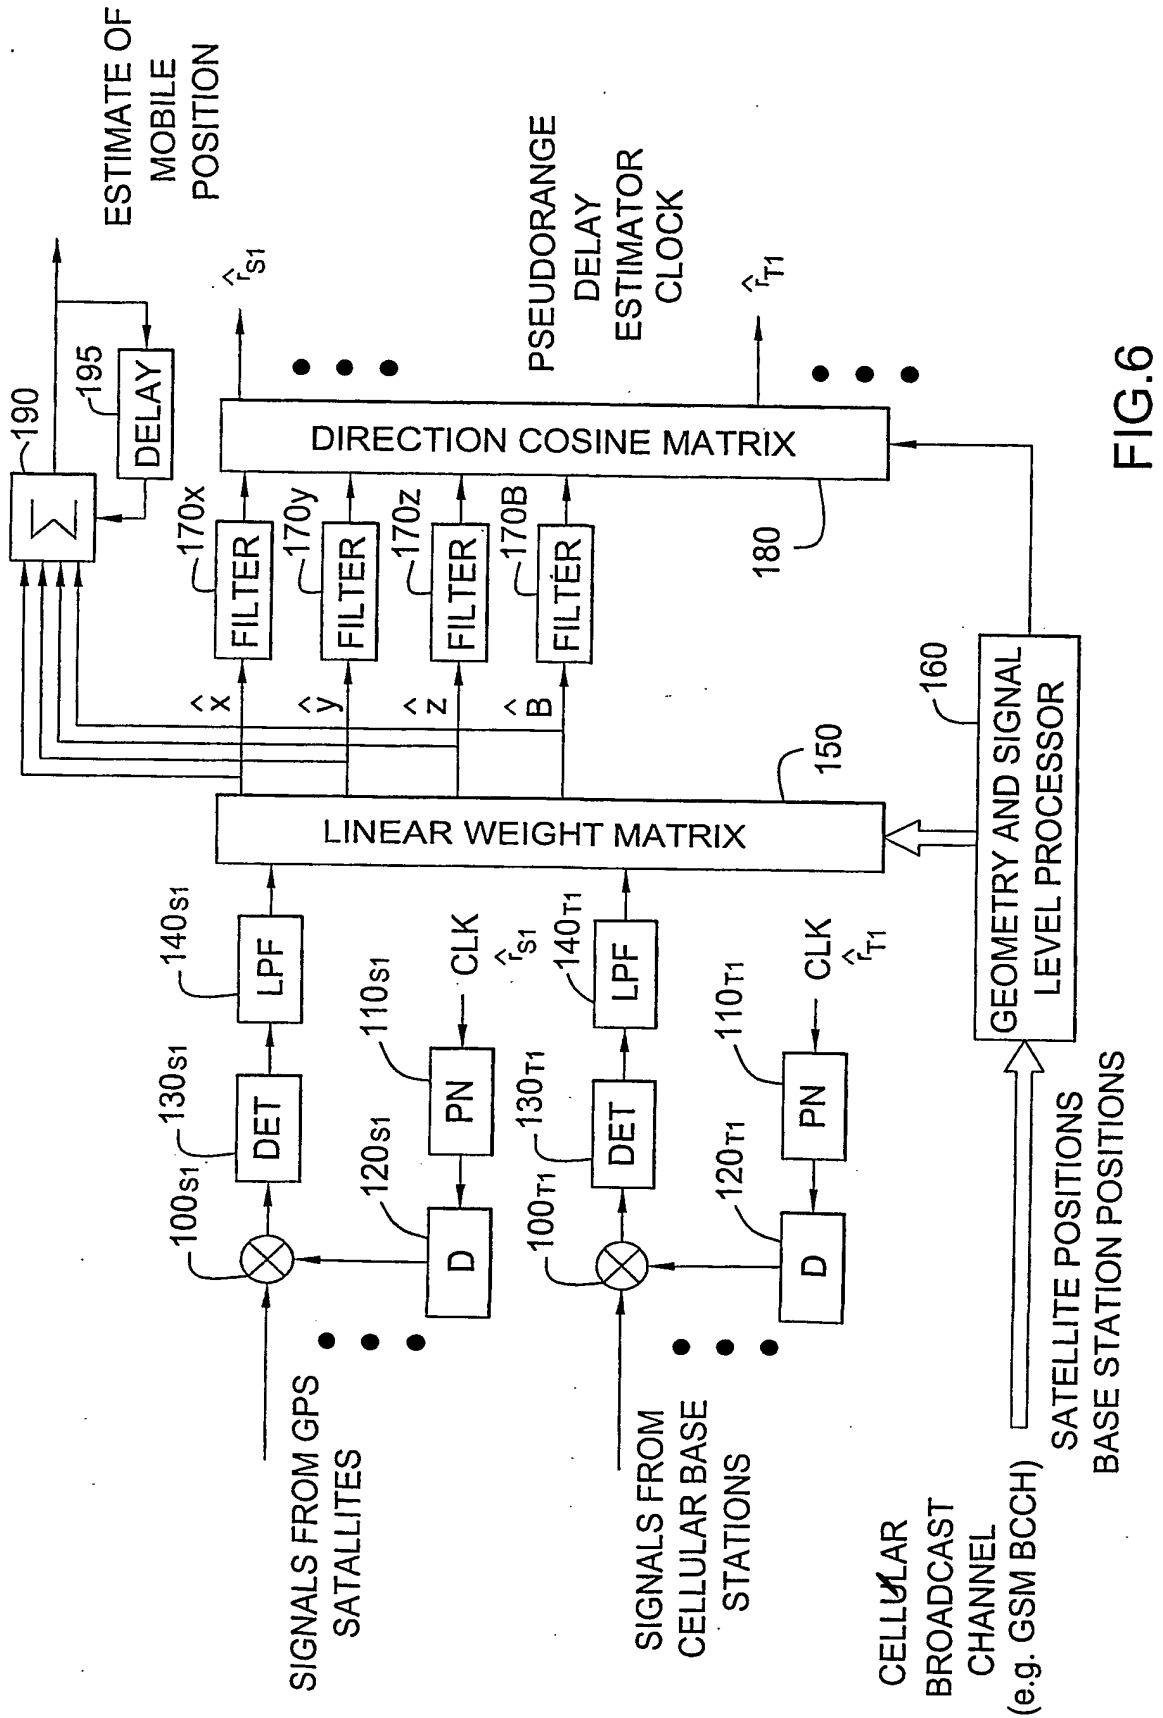 ESTIMATE OF
MOBILE
POSITION
190
Σ
195
DELAY
170x
FILTER
170y
FILTER
170z
FILTER
170B
FILTER
x̂
ŷ
ẑ
B̂
DIRECTION COSINE MATRIX
180
r̂S1
PSEUDORANGE
DELAY
ESTIMATOR
CLOCK
r̂T1
LINEAR WEIGHT MATRIX
150
140S1
LPF
130S1
DET
100S1
110S1
PN
CLK
r̂S1
120S1
D
SIGNALS FROM GPS
SATALLITES
140T1
LPF
130T1
DET
100T1
110T1
PN
CLK
r̂T1
120T1
D
SIGNALS FROM
CELLULAR BASE
STATIONS
160
GEOMETRY AND SIGNAL
LEVEL PROCESSOR
CELLULAR
BROADCAST
CHANNEL
(e.g. GSM BCCH)
SATELLITE POSITIONS
BASE STATION POSITIONS
FIG.6